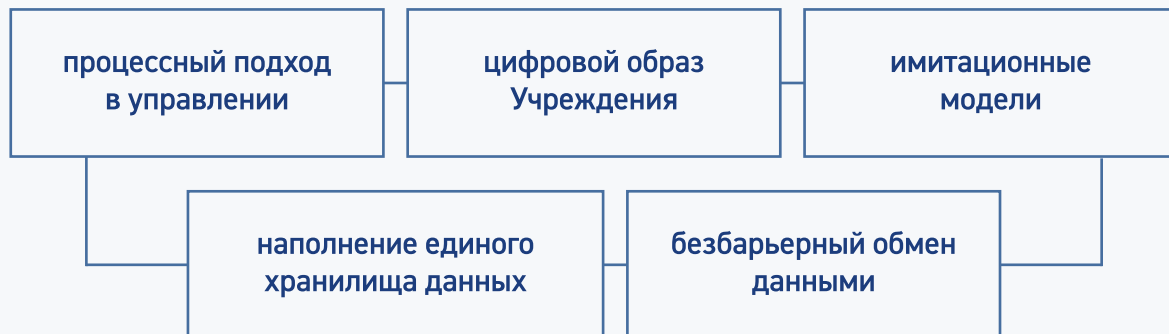 процессный подход
в управлении
цифровой образ
Учреждения
имитационные
модели
наполнение единого
хранилища данных
безбарьерный обмен
данными